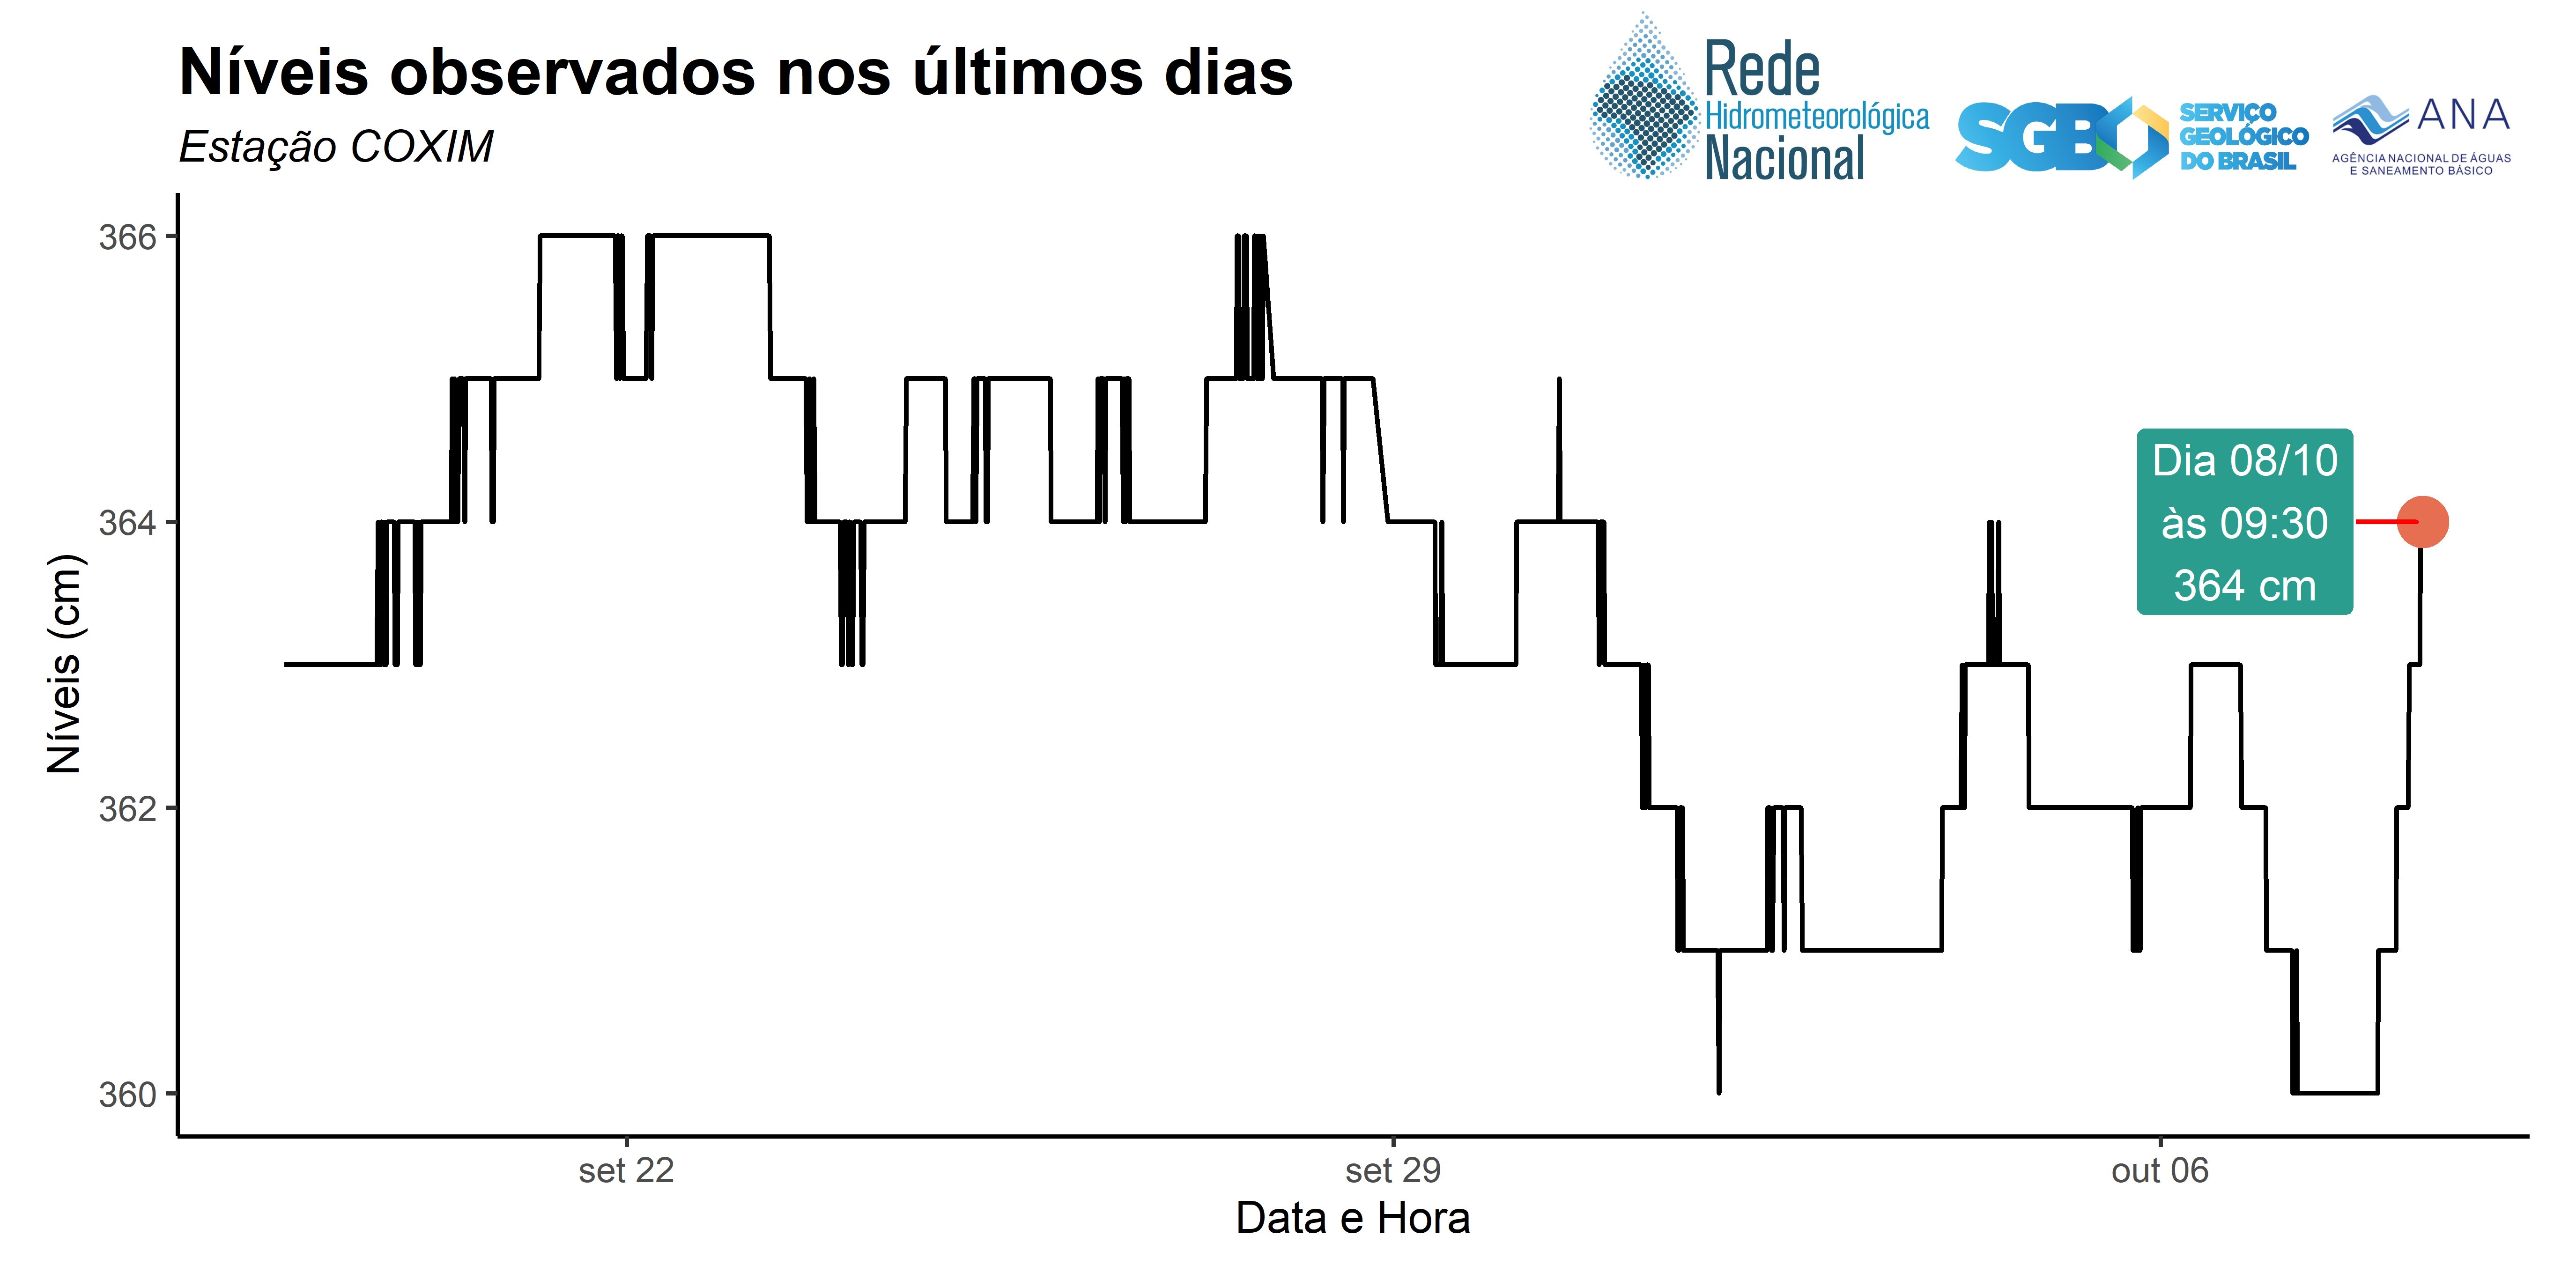 Níveis observados nos últimos dias
Estação COXIM
Rede
Hidrometeorológica
Nacional
SGB
SERVIÇO
GEOLÓGICO
DO BRASIL
ANA
AGÊNCIA NACIONAL DE ÁGUAS
E SANEAMENTO BÁSICO
Níveis (cm)
366
364
362
360
Dia 08/10
às 09:30
364 cm
set 22
set 29
out 06
Data e Hora